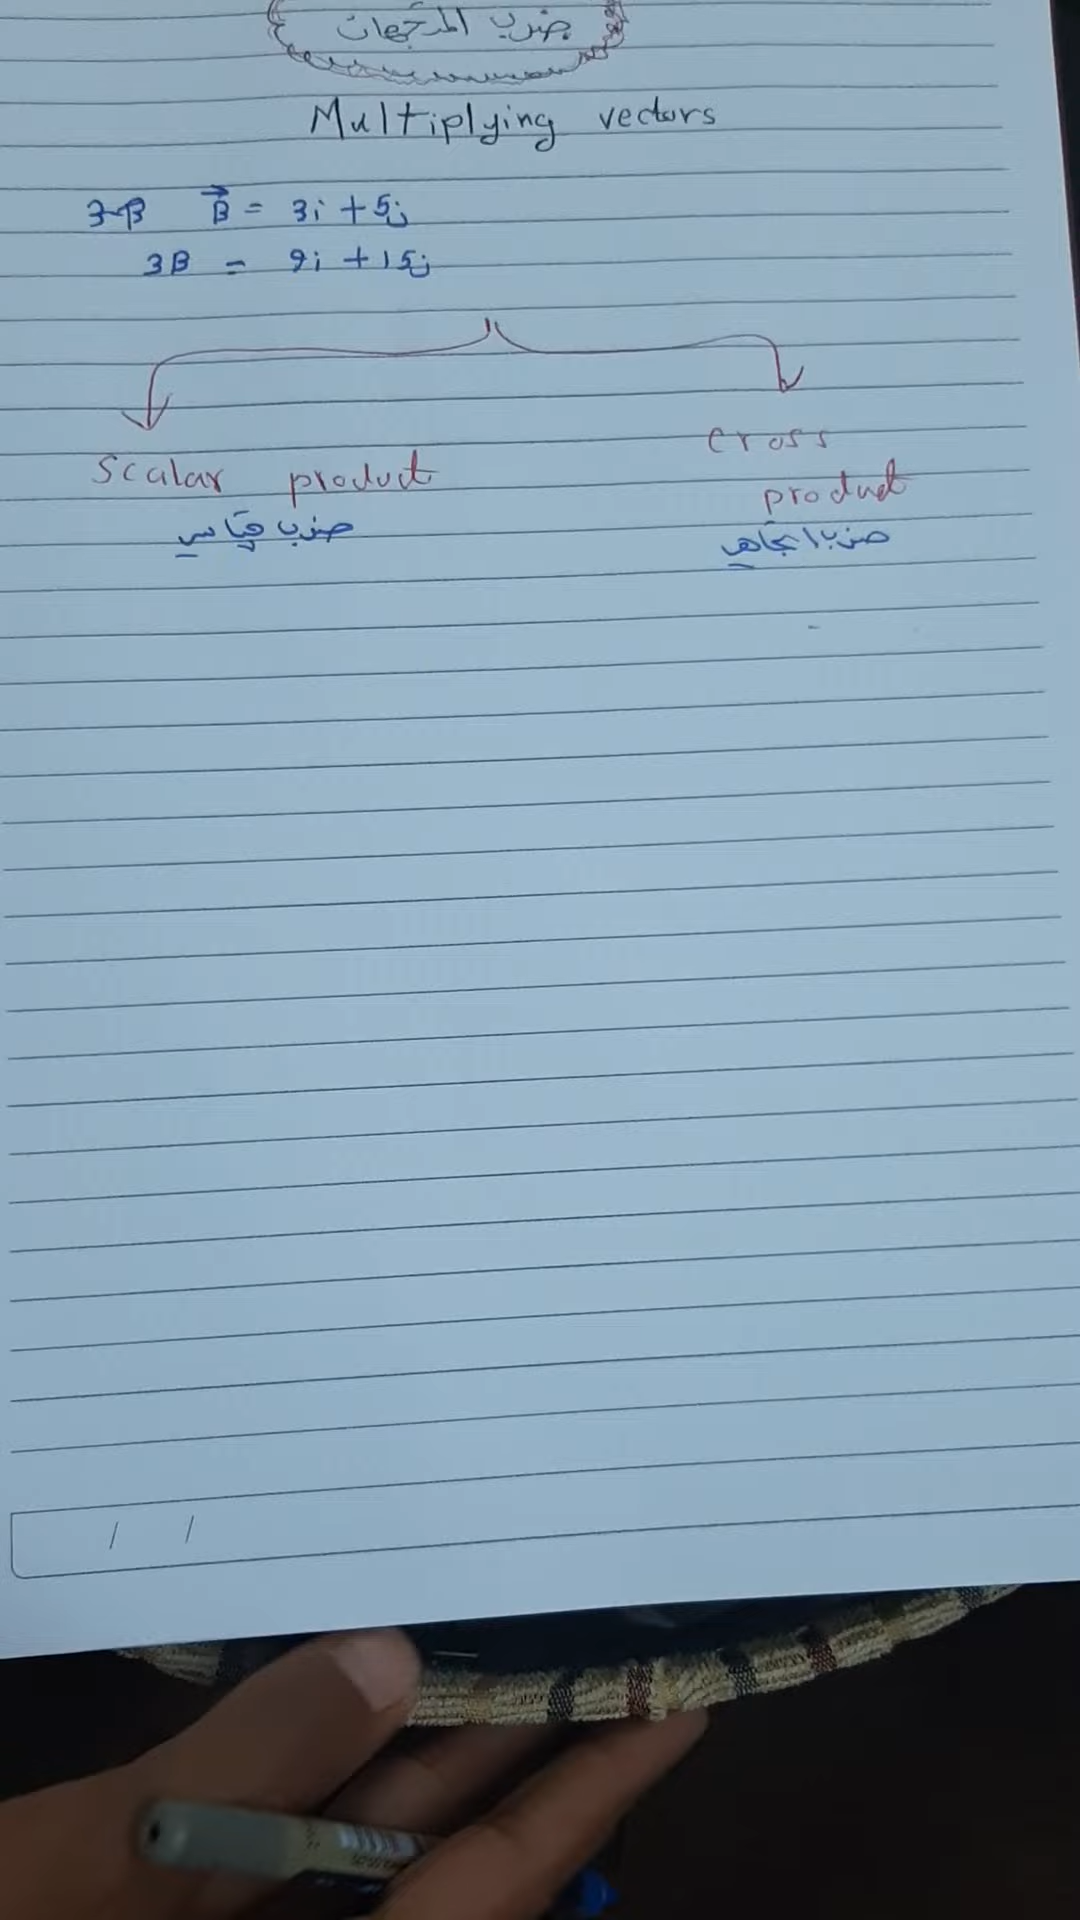 ضرب المتجهات
Multiplying vectors
3B B = 3i + 5j
3B = 9i + 15j
scalar product
ضرب قياسي
cross
product
ضرب اتجاهي
/ /